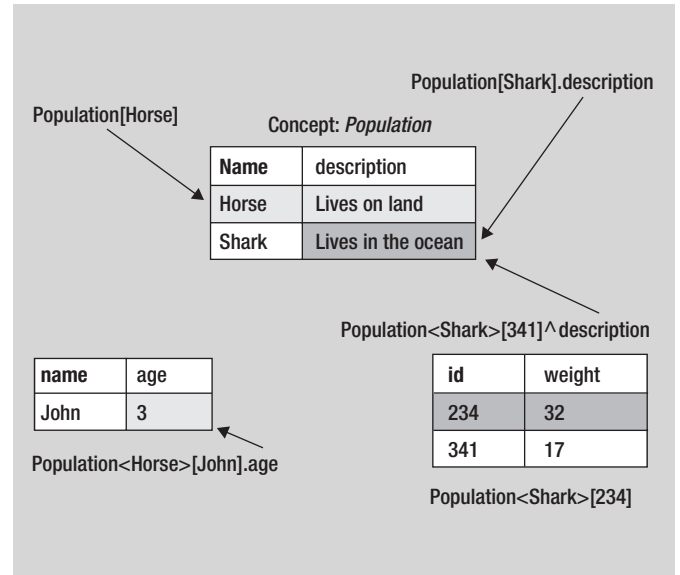 Population[Shark].description
Population[Horse]
Concept: Population
Name description
Horse Lives on land
Shark Lives in the ocean
Population<Shark>[341]^description
name age
John 3
Population<Horse>[John].age
id weight
234 32
341 17
Population<Shark>[234]